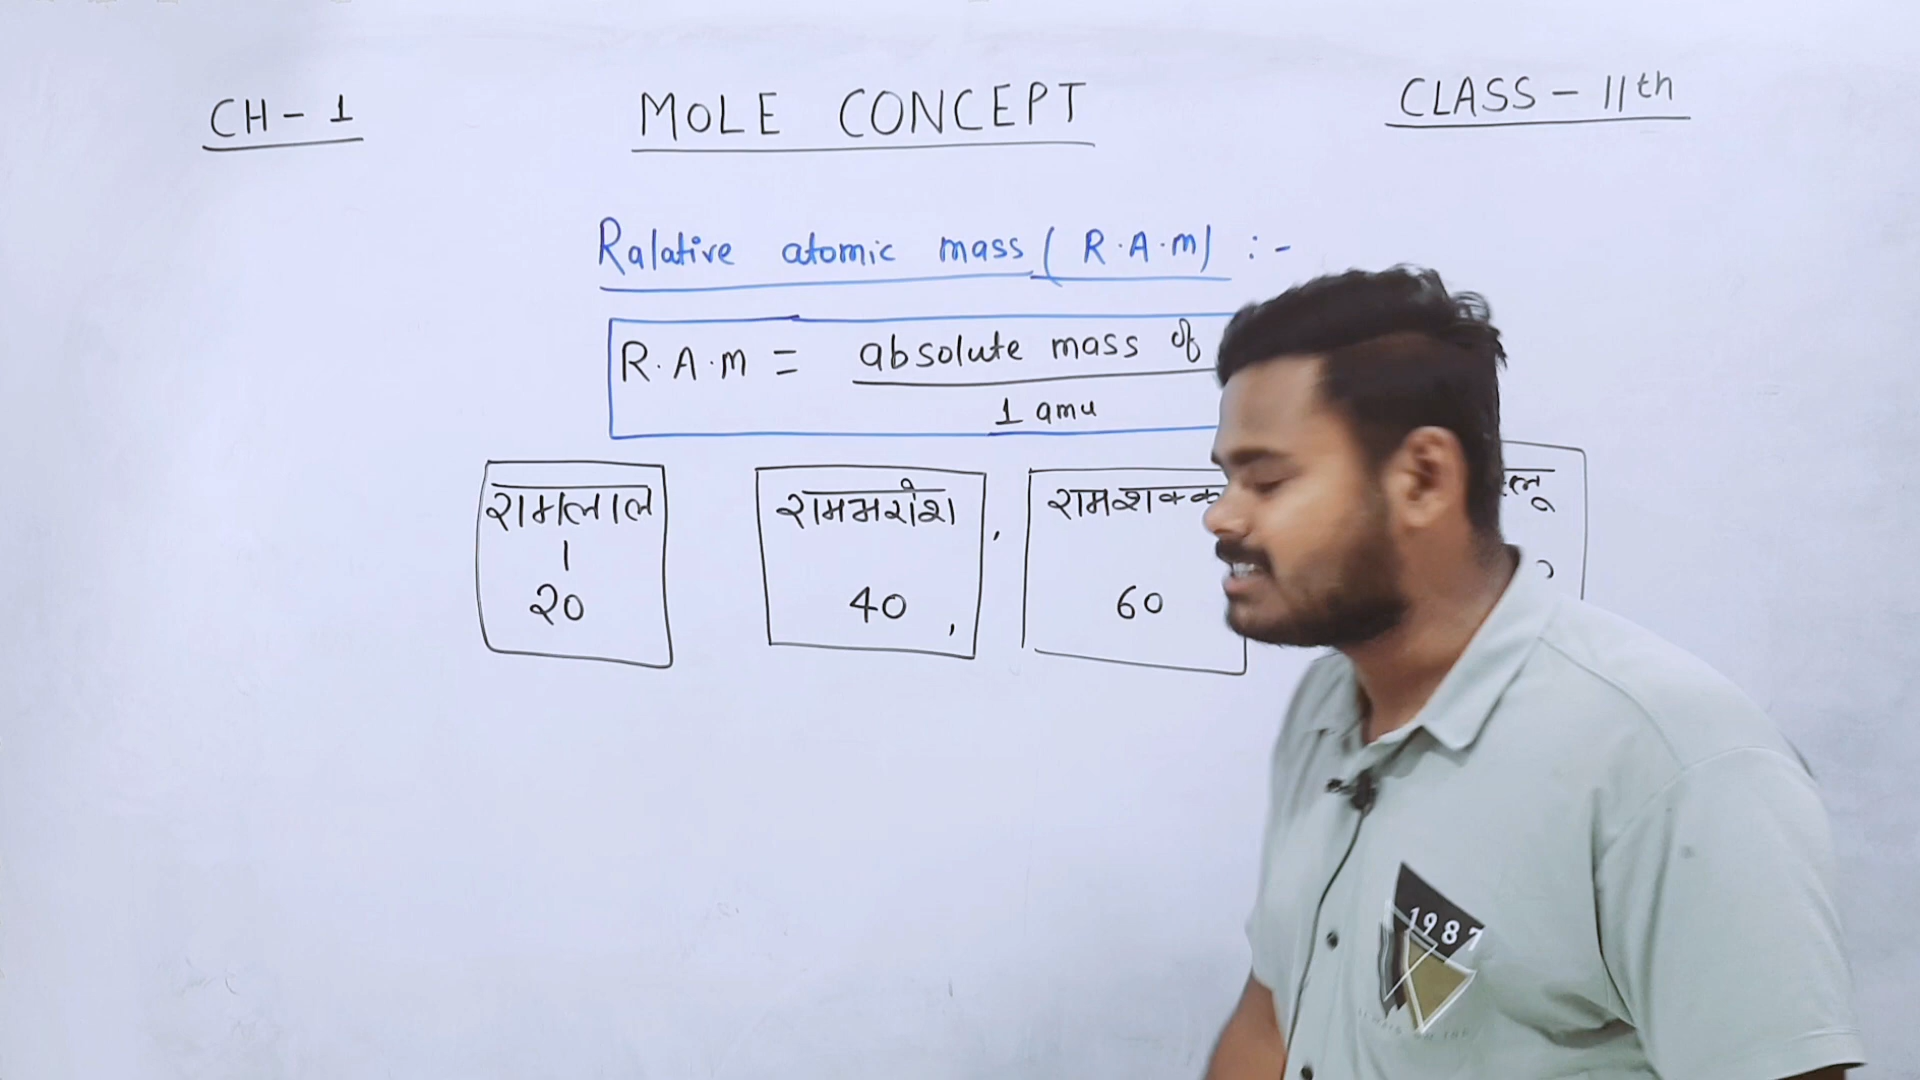 CH - 1
MOLE CONCEPT
CLASS - 11th
Ralative atomic mass ( R.A.m) :-
R.A.m = absolute mass of
1 amu
रामलाल
रामभरोश ,
20
40 ,
60
1987